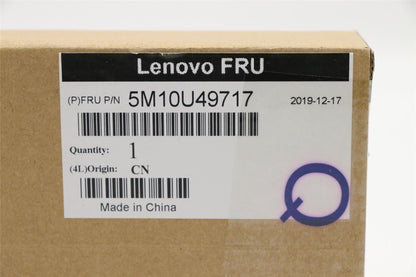 Lenovo FRU
(P)FRU P/N 5M10U49717 2019-12-17
Quantity: 1
(4L)Origin: CN
Made in China
Q